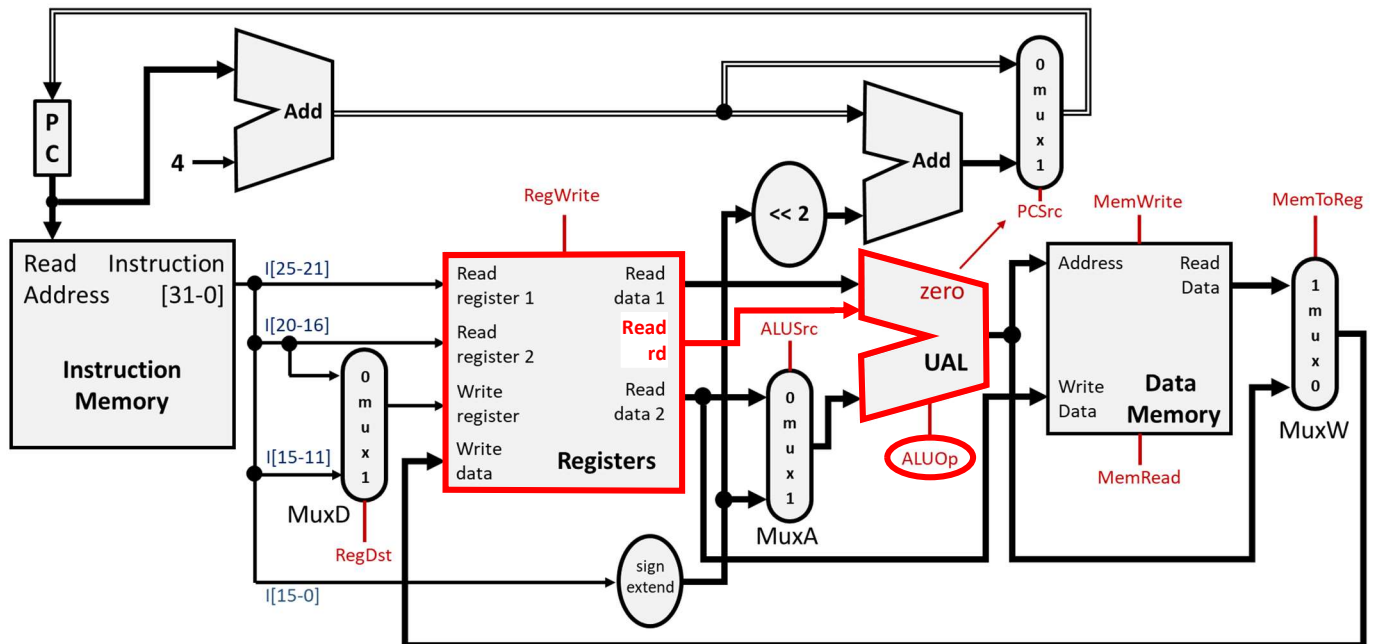 P
C
Add
4
Add
0
m
u
x
1
<< 2
PCSrc
RegWrite
MemWrite
MemToReg
Read Instruction
Address [31-0]
Instruction
Memory
I[25-21]
I[20-16]
I[15-11]
I[15-0]
0
m
u
x
1
MuxD
RegDst
Read
register 1
Read
register 2
Write
register
Write
data
Read
data 1
Read
rd
Read
data 2
Registers
sign
extend
ALUSrc
0
m
u
x
1
MuxA
zero
UAL
ALUOp
Address
Read
Data
Write
Data
Data
Memory
MemRead
1
m
u
x
0
MuxW